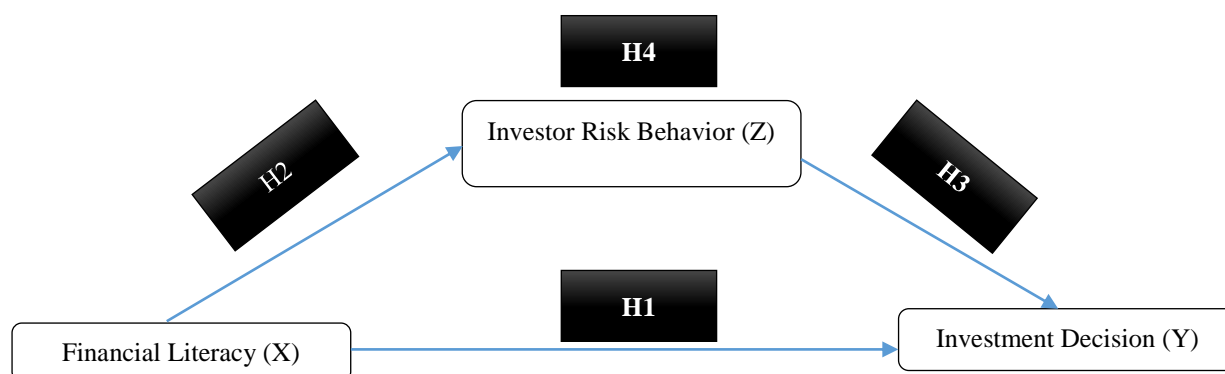 H4
Investor Risk Behavior (Z)
H2
H3
H1
Financial Literacy (X)
Investment Decision (Y)